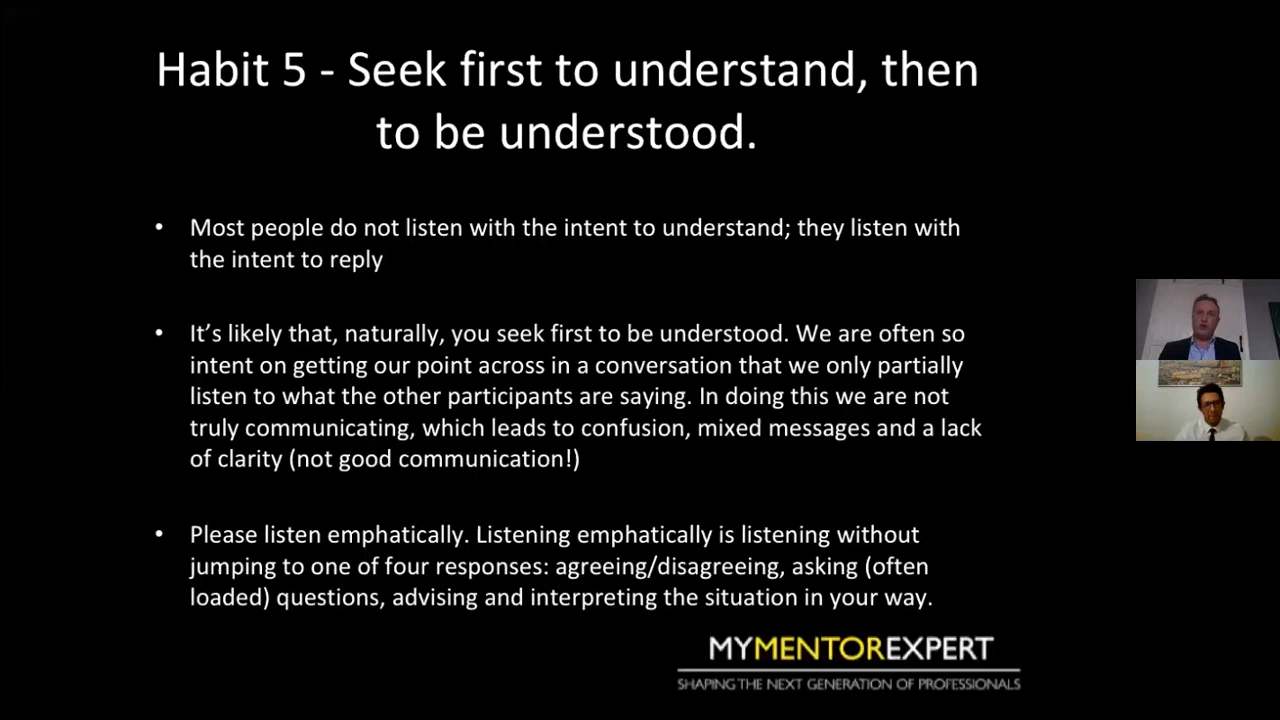 Habit 5 - Seek first to understand, then
to be understood.
• Most people do not listen with the intent to understand; they listen with
the intent to reply
• It’s likely that, naturally, you seek first to be understood. We are often so
intent on getting our point across in a conversation that we only partially
listen to what the other participants are saying. In doing this we are not
truly communicating, which leads to confusion, mixed messages and a lack
of clarity (not good communication!)
• Please listen emphatically. Listening emphatically is listening without
jumping to one of four responses: agreeing/disagreeing, asking (often
loaded) questions, advising and interpreting the situation in your way.
MYMENTOREXPERT
SHAPING THE NEXT GENERATION OF PROFESSIONALS